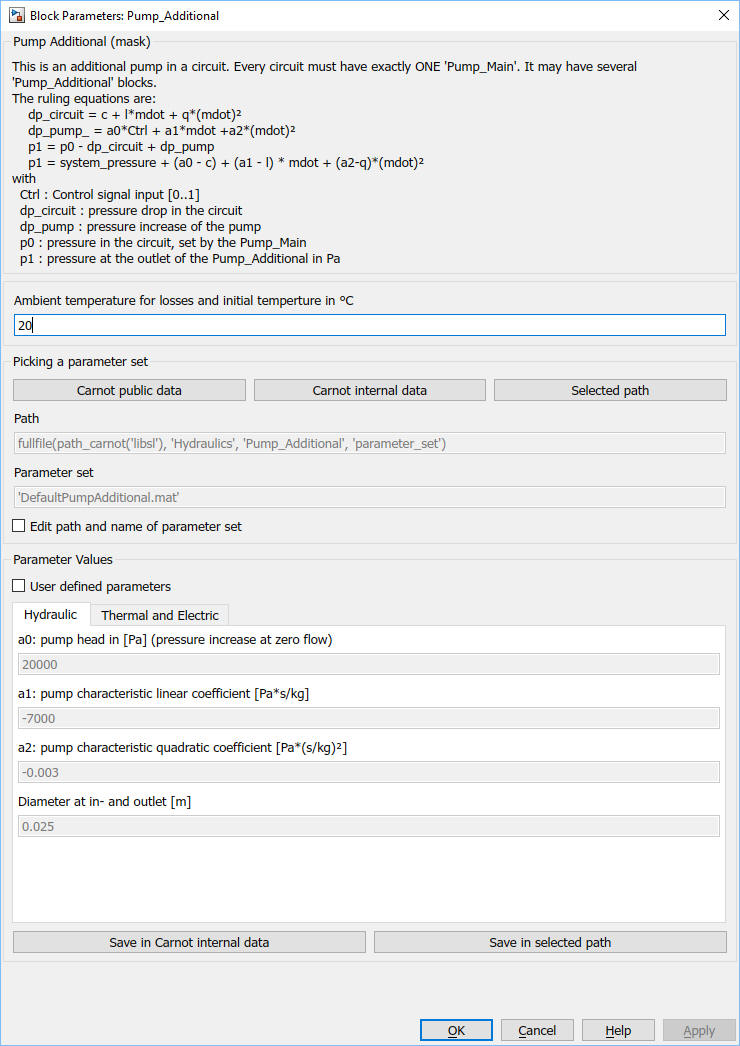 Block Parameters: Pump_Additional
Pump Additional (mask)
This is an additional pump in a circuit. Every circuit must have exactly ONE 'Pump_Main'. It may have several
'Pump_Additional' blocks.
The ruling equations are:
dp_circuit = c + l*mdot + q*(mdot)²
dp_pump_ = a0*Ctrl + a1*mdot +a2*(mdot)²
p1 = p0 - dp_circuit + dp_pump
p1 = system_pressure + (a0 - c) + (a1 - l) * mdot + (a2-q)*(mdot)²
with
Ctrl : Control signal input [0..1]
dp_circuit : pressure drop in the circuit
dp_pump : pressure increase of the pump
p0 : pressure in the circuit, set by the Pump_Main
p1 : pressure at the outlet of the Pump_Additional in Pa
Ambient temperature for losses and initial temperture in ºC
20
Picking a parameter set
Carnot public data Carnot internal data Selected path
Path
fullfile(path_carnot('libsl'), 'Hydraulics', 'Pump_Additional', 'parameter_set')
Parameter set
'DefaultPumpAdditional.mat'
Edit path and name of parameter set
Parameter Values
User defined parameters
Hydraulic Thermal and Electric
a0: pump head in [Pa] (pressure increase at zero flow)
20000
a1: pump characteristic linear coefficient [Pa*s/kg]
-7000
a2: pump characteristic quadratic coefficient [Pa*(s/kg)²]
-0.003
Diameter at in- and outlet [m]
0.025
Save in Carnot internal data Save in selected path
OK Cancel Help Apply